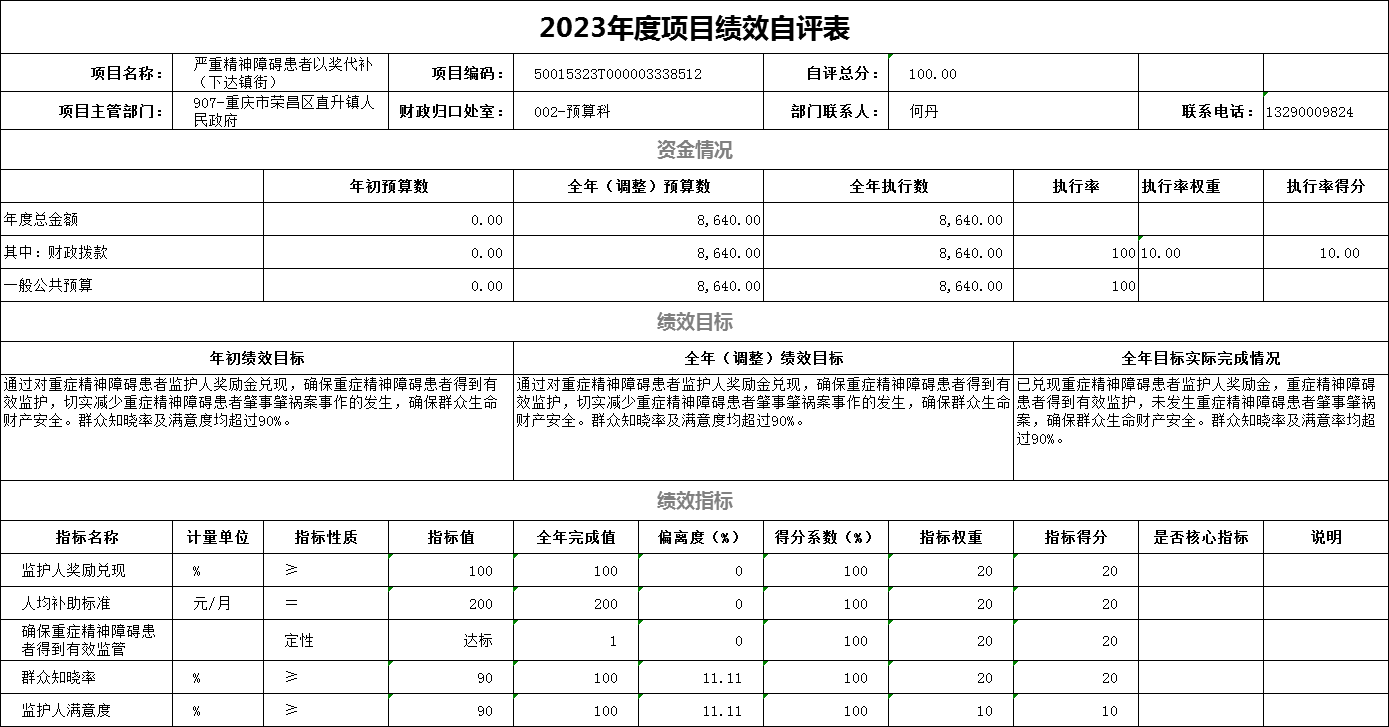 2023年度项目绩效自评表
项目名称： 严重精神障碍患者以奖代补（下达镇街） 项目编码： 50015323T000003338512 自评总分： 100.00
项目主管部门： 907-重庆市荣昌区直升镇人民政府 财政归口处室： 002-预算科 部门联系人： 何丹 联系电话： 13290009824
资金情况
年初预算数 全年（调整）预算数 全年执行数 执行率 执行率权重 执行率得分
年度总金额 0.00 8,640.00 8,640.00
其中：财政拨款 0.00 8,640.00 8,640.00 100 10.00 10.00
一般公共预算 0.00 8,640.00 8,640.00 100
绩效目标
年初绩效目标 全年（调整）绩效目标 全年目标实际完成情况
通过对重症精神障碍患者监护人奖励金兑现，确保重症精神障碍患者得到有
效监护，切实减少重症精神障碍患者肇事肇祸案事作的发生，确保群众生命
财产安全。群众知晓率及满意度均超过90%。
通过对重症精神障碍患者监护人奖励金兑现，确保重症精神障碍患者得到有
效监护，切实减少重症精神障碍患者肇事肇祸案事作的发生，确保群众生命
财产安全。群众知晓率及满意度均超过90%。
已兑现重症精神障碍患者监护人奖励金，重症精神障碍
患者得到有效监护，未发生重症精神障碍患者肇事肇祸
案，确保群众生命财产安全。群众知晓率及满意率均超
过90%。
绩效指标
指标名称 计量单位 指标性质 指标值 全年完成值 偏离度（%） 得分系数（%） 指标权重 指标得分 是否核心指标 说明
监护人奖励兑现 % ≥ 100 100 0 100 20 20
人均补助标准 元/月 ＝ 200 200 0 100 20 20
确保重症精神障碍患者得到有效监管 定性 达标 1 0 100 20 20
群众知晓率 % ≥ 90 100 11.11 100 20 20
监护人满意度 % ≥ 90 100 11.11 100 10 10